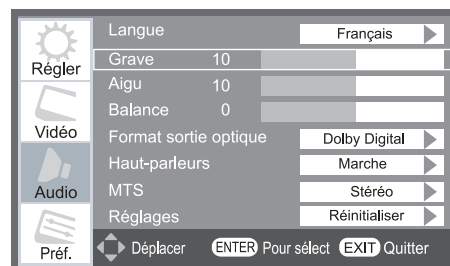 Régler
Vidéo
Audio
Préf.
Langue Français
Grave 10
Aigu 10
Balance 0
Format sortie optique Dolby Digital
Haut-parleurs Marche
MTS Stéréo
Réglages Réinitialiser
Déplacer ENTER Pour sélect EXIT Quitter